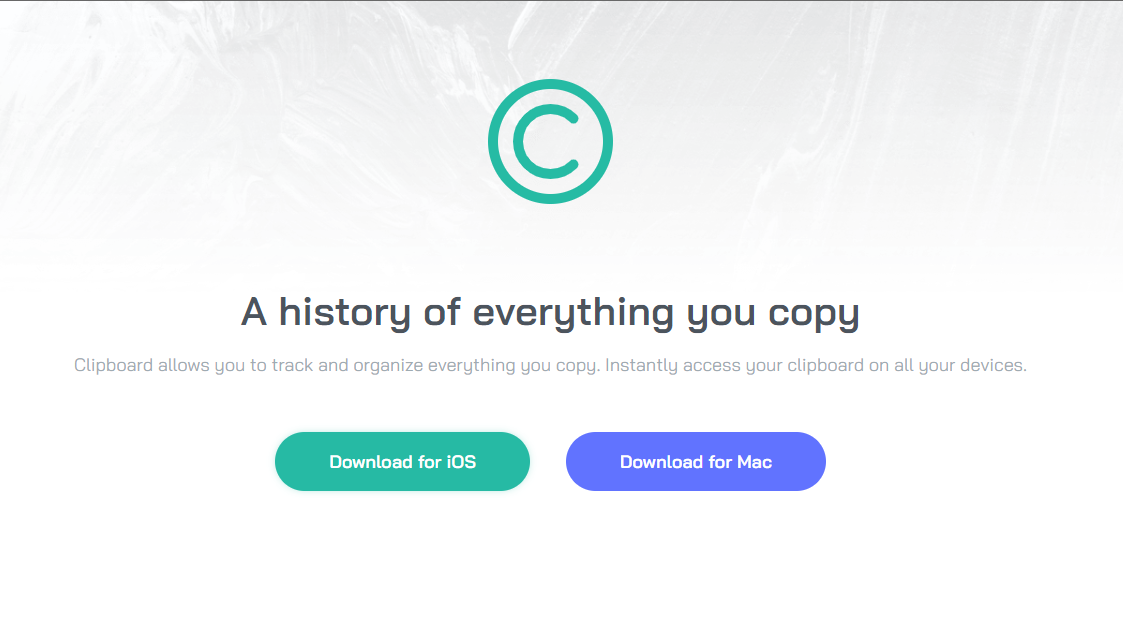 A history of everything you copy
Clipboard allows you to track and organize everything you copy. Instantly access your clipboard on all your devices.
Download for iOS
Download for Mac